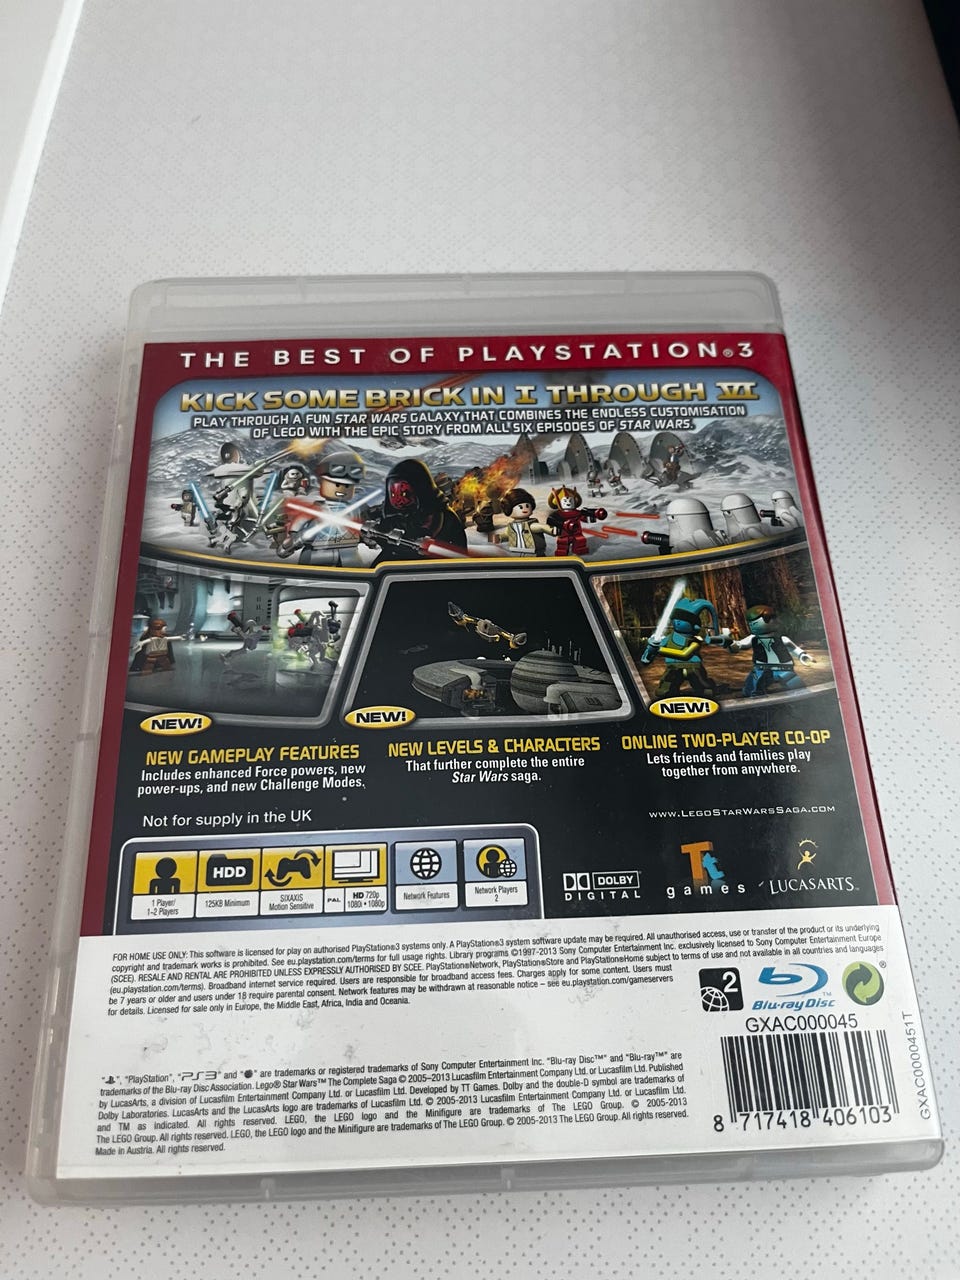 THE BEST OF PLAYSTATION®3
KICK SOME BRICK IN I THROUGH VI
PLAY THROUGH A FUN STAR WARS GALAXY THAT COMBINES THE ENDLESS CUSTOMISATION
OF LEGO WITH THE EPIC STORY FROM ALL SIX EPISODES OF STAR WARS.
NEW!
NEW GAMEPLAY FEATURES
Includes enhanced Force powers, new
power-ups, and new Challenge Modes.
NEW!
NEW LEVELS & CHARACTERS
That further complete the entire
Star Wars saga.
NEW!
ONLINE TWO-PLAYER CO-OP
Lets friends and families play
together from anywhere.
Not for supply in the UK
www.LegoStarWarsSaga.com
1 Player/
1-2 Players
HDD
125KB Minimum
SIXAXIS
Motion Sensitive
PAL HD 720p
1080i • 1080p
Network Features
Network Players
2
DOLBY
DIGITAL
Tt
games
LUCASARTS™
FOR HOME USE ONLY: This software is licensed for play on authorised PlayStation®3 systems only. A PlayStation®3 system software update may be required. All unauthorised access, use or transfer of the product or its underlying
copyright and trademark works is prohibited. See eu.playstation.com/terms for full usage rights. Library programs ©1997-2013 Sony Computer Entertainment Inc. exclusively licensed to Sony Computer Entertainment Europe
(SCEE). RESALE AND RENTAL ARE PROHIBITED UNLESS EXPRESSLY AUTHORISED BY SCEE. PlayStation®Network, PlayStation®Store and PlayStation®Home subject to terms of use and not available in all countries and languages
(eu.playstation.com/terms). Broadband internet service required. Users are responsible for broadband access fees. Charges apply for some content. Users must
be 7 years or older and users under 18 require parental consent. Network features may be withdrawn at reasonable notice – see eu.playstation.com/gameservers
for details. Licensed for sale only in Europe, the Middle East, Africa, India and Oceania.
2
Blu-ray Disc™
®
GXAC000045
"PlayStation", "PS3" and " " are trademarks or registered trademarks of Sony Computer Entertainment Inc. "Blu-ray Disc™" and "Blu-ray™" are
trademarks of the Blu-ray Disc Association. Lego® Star Wars™ The Complete Saga © 2005-2013 Lucasfilm Entertainment Company Ltd. or Lucasfilm Ltd. Published
by LucasArts, a division of Lucasfilm Entertainment Company Ltd. or Lucasfilm Ltd. Developed by TT Games. Dolby and the double-D symbol are trademarks of
Dolby Laboratories. LucasArts and the LucasArts logo are trademarks of Lucasfilm Ltd. © 2005-2013 Lucasfilm Entertainment Company Ltd. or Lucasfilm Ltd.
and TM as indicated. All rights reserved. LEGO, the LEGO logo and the Minifigure are trademarks of The LEGO Group. © 2005-2013
The LEGO Group. All rights reserved. LEGO, the LEGO logo and the Minifigure are trademarks of The LEGO Group. © 2005-2013 The LEGO Group. All rights reserved.
Made in Austria. All rights reserved.
8 717418 406103
GXAC0000451T